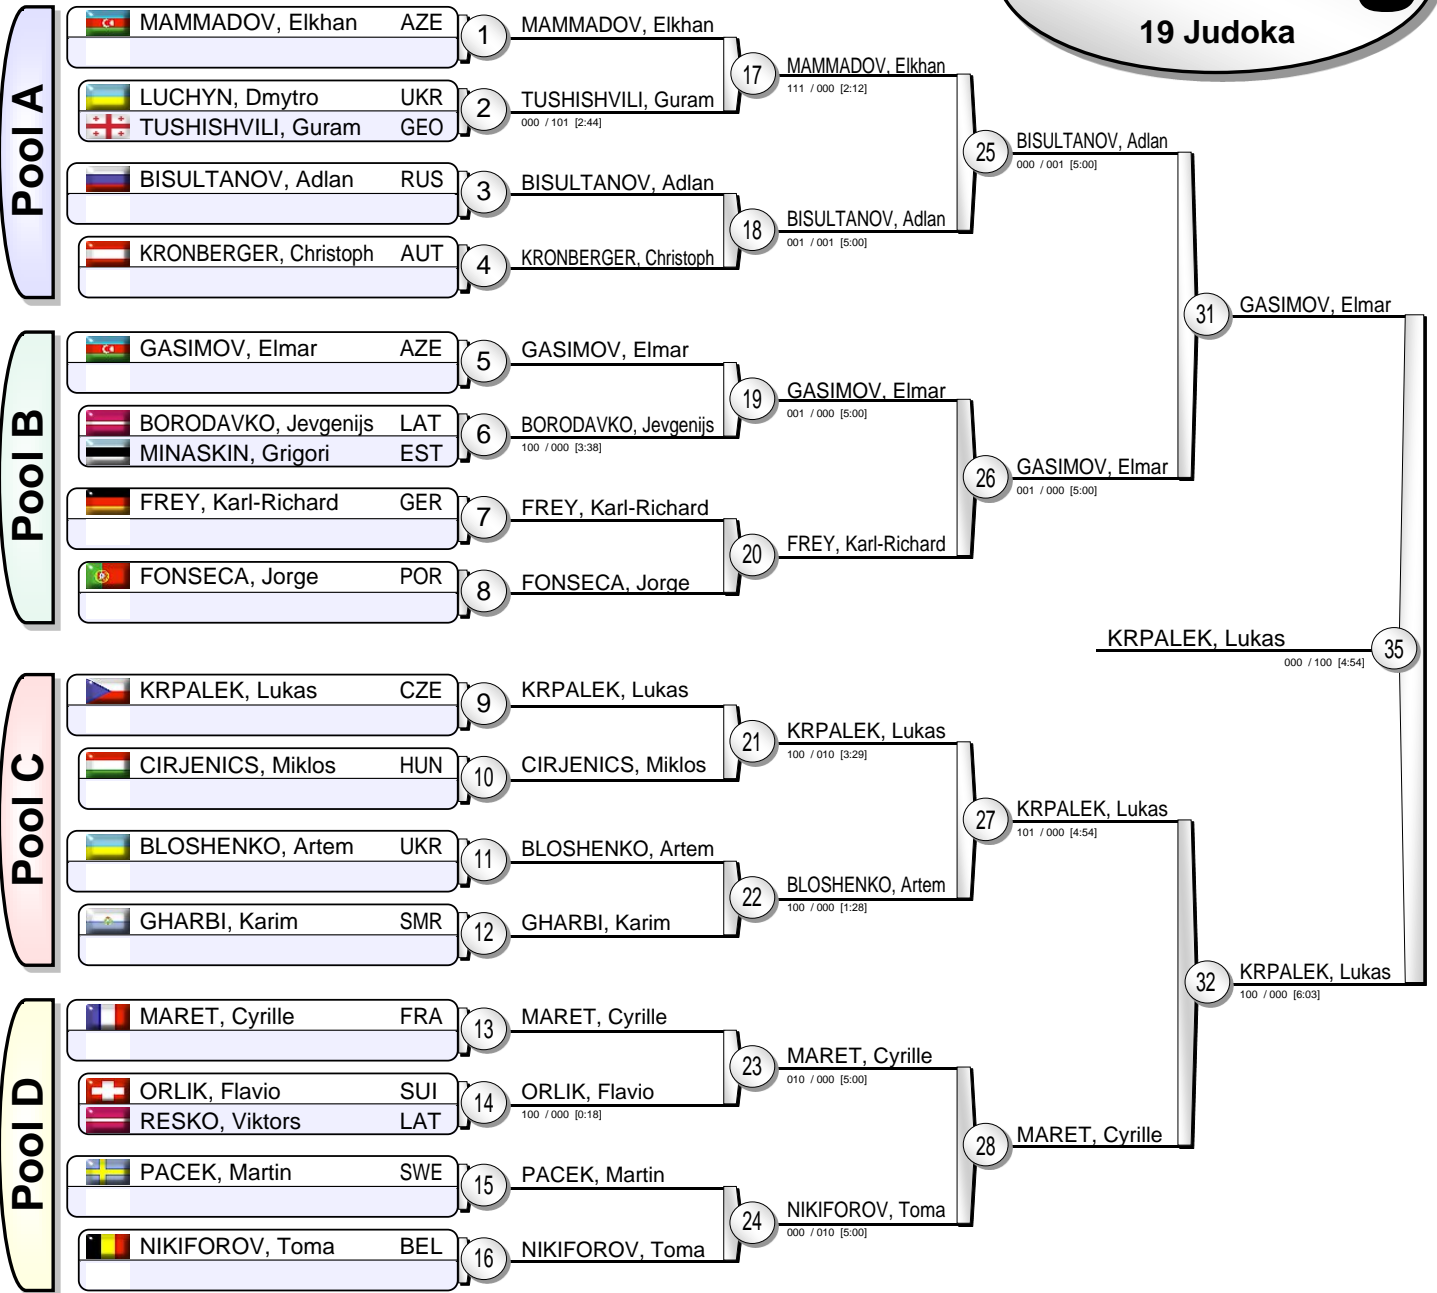 19 Judoka
Pool A
MAMMADOV, Elkhan AZE
1
LUCHYN, Dmytro UKR
TUSHISHVILI, Guram GEO
2
BISULTANOV, Adlan RUS
3
KRONBERGER, Christoph AUT
4
Pool B
GASIMOV, Elmar AZE
5
BORODAVKO, Jevgenijs LAT
MINASKIN, Grigori EST
6
FREY, Karl-Richard GER
7
FONSECA, Jorge POR
8
Pool C
KRPALEK, Lukas CZE
9
CIRJENICS, Miklos HUN
10
BLOSHENKO, Artem UKR
11
GHARBI, Karim SMR
12
Pool D
MARET, Cyrille FRA
13
ORLIK, Flavio SUI
RESKO, Viktors LAT
14
PACEK, Martin SWE
15
NIKIFOROV, Toma BEL
16
MAMMADOV, Elkhan
TUSHISHVILI, Guram
000 / 101 [2:44]
17
BISULTANOV, Adlan
KRONBERGER, Christoph
18
GASIMOV, Elmar
BORODAVKO, Jevgenijs
100 / 000 [3:38]
19
FREY, Karl-Richard
FONSECA, Jorge
20
KRPALEK, Lukas
CIRJENICS, Miklos
21
BLOSHENKO, Artem
GHARBI, Karim
22
MARET, Cyrille
ORLIK, Flavio
100 / 000 [0:18]
23
PACEK, Martin
NIKIFOROV, Toma
24
MAMMADOV, Elkhan
111 / 000 [2:12]
BISULTANOV, Adlan
001 / 001 [5:00]
25
GASIMOV, Elmar
001 / 000 [5:00]
FREY, Karl-Richard
26
KRPALEK, Lukas
100 / 010 [3:29]
BLOSHENKO, Artem
100 / 000 [1:28]
27
MARET, Cyrille
010 / 000 [5:00]
NIKIFOROV, Toma
000 / 010 [5:00]
28
BISULTANOV, Adlan
000 / 001 [5:00]
GASIMOV, Elmar
001 / 000 [5:00]
31
KRPALEK, Lukas
101 / 000 [4:54]
MARET, Cyrille
32
GASIMOV, Elmar
KRPALEK, Lukas
100 / 000 [6:03]
KRPALEK, Lukas
000 / 100 [4:54]
35